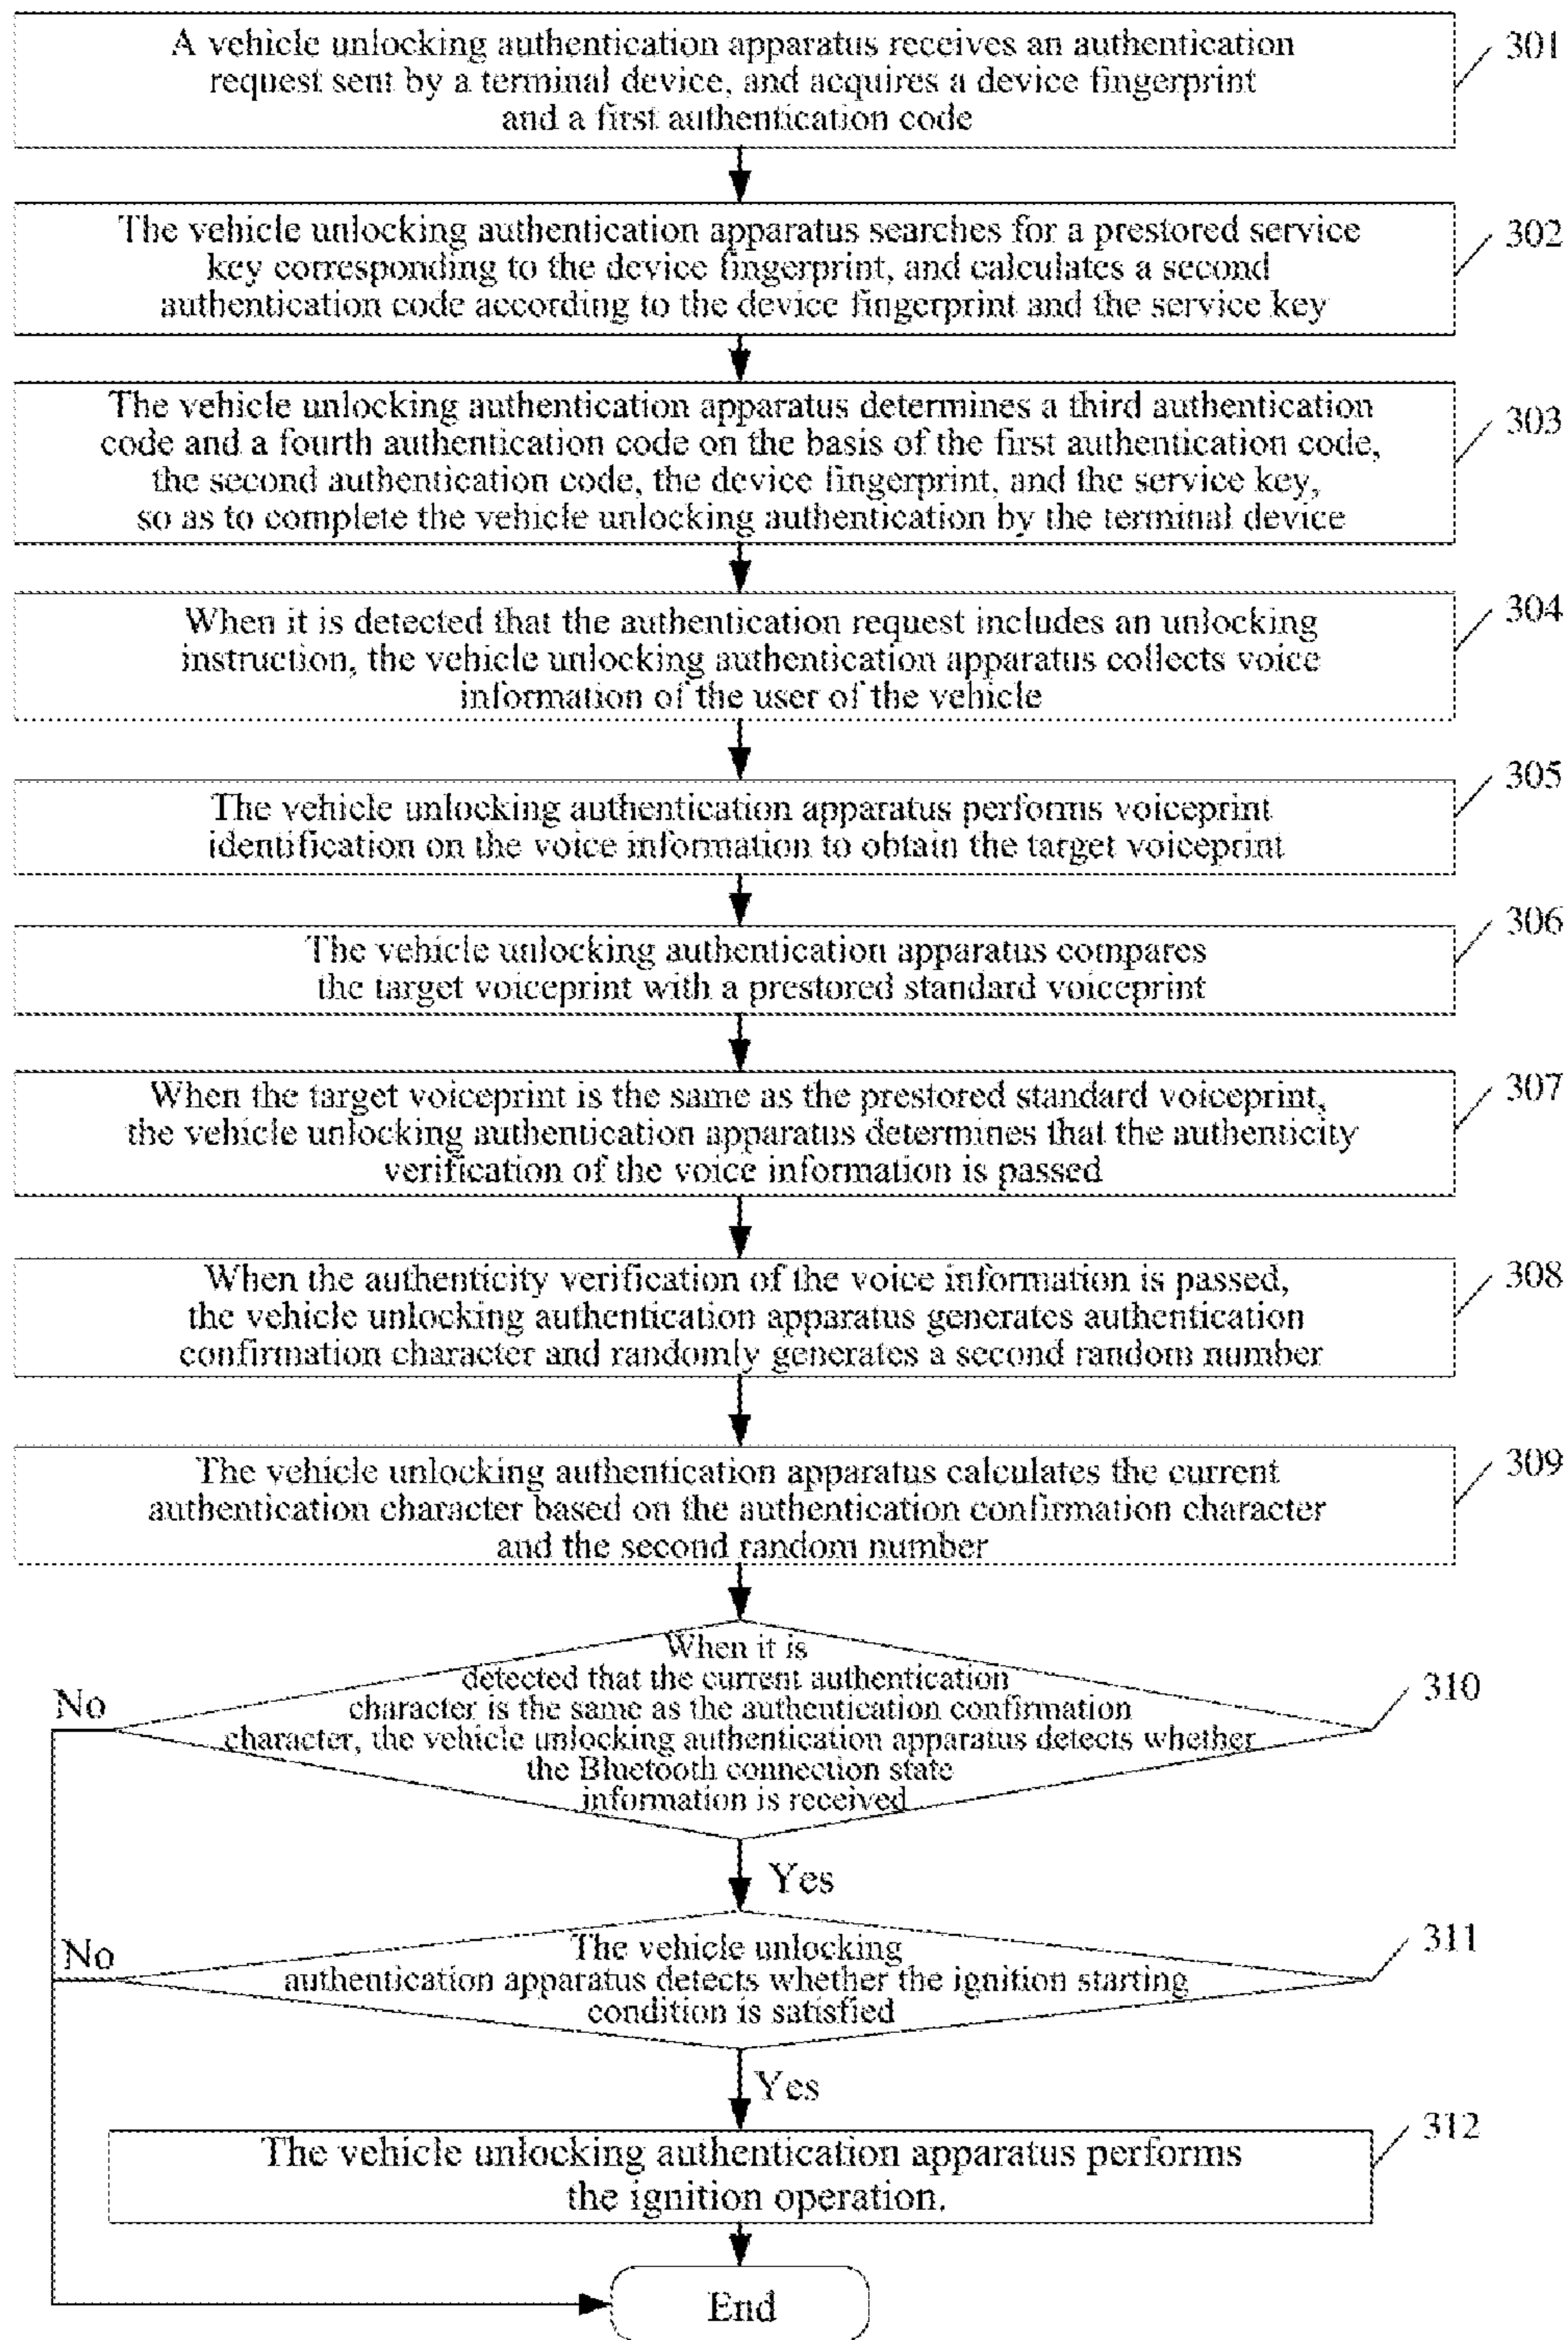 A vehicle unlocking authentication apparatus receives an authentication
request sent by a terminal device, and acquires a device fingerprint
and a first authentication code
301
The vehicle unlocking authentication apparatus searches for a prestored service
key corresponding to the device fingerprint, and calculates a second
authentication code according to the device fingerprint and the service key
302
The vehicle unlocking authentication apparatus determines a third authentication
code and a fourth authentication code on the basis of the first authentication code,
the second authentication code, the device fingerprint, and the service key,
so as to complete the vehicle unlocking authentication by the terminal device
303
When it is detected that the authentication request includes an unlocking
instruction, the vehicle unlocking authentication apparatus collects voice
information of the user of the vehicle
304
The vehicle unlocking authentication apparatus performs voiceprint
identification on the voice information to obtain the target voiceprint
305
The vehicle unlocking authentication apparatus compares
the target voiceprint with a prestored standard voiceprint
306
When the target voiceprint is the same as the prestored standard voiceprint,
the vehicle unlocking authentication apparatus determines that the authenticity
verification of the voice information is passed
307
When the authenticity verification of the voice information is passed,
the vehicle unlocking authentication apparatus generates authentication
confirmation character and randomly generates a second random number
308
The vehicle unlocking authentication apparatus calculates the current
authentication character based on the authentication confirmation character
and the second random number
309
When it is
detected that the current authentication
character is the same as the authentication confirmation
character, the vehicle unlocking authentication apparatus detects whether
the Bluetooth connection state
information is received
310
No
Yes
The vehicle unlocking
authentication apparatus detects whether the ignition starting
condition is satisfied
311
No
Yes
The vehicle unlocking authentication apparatus performs
the ignition operation.
312
End